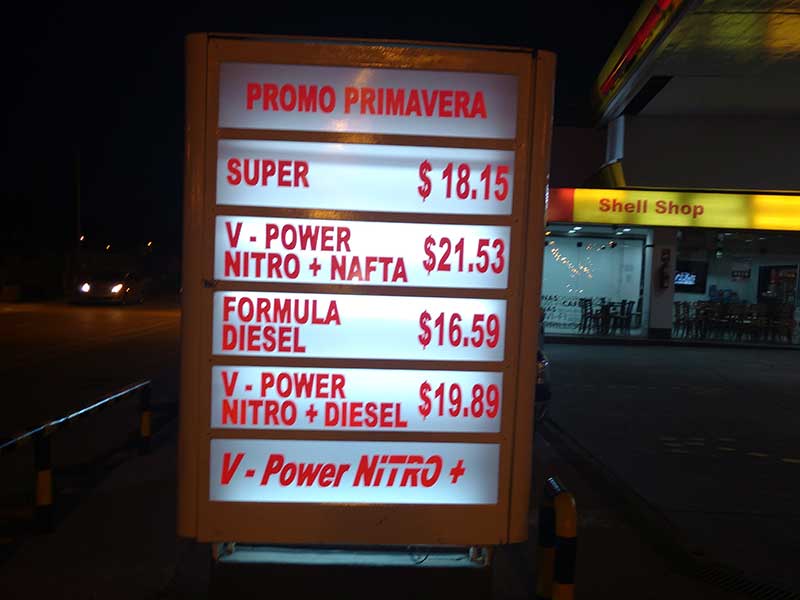 PROMO PRIMAVERA
SUPER $ 18.15
V - POWER
NITRO + NAFTA $21.53
FORMULA
DIESEL $16.59
V - POWER
NITRO + DIESEL $19.89
V - Power NiTRO +
Shell Shop